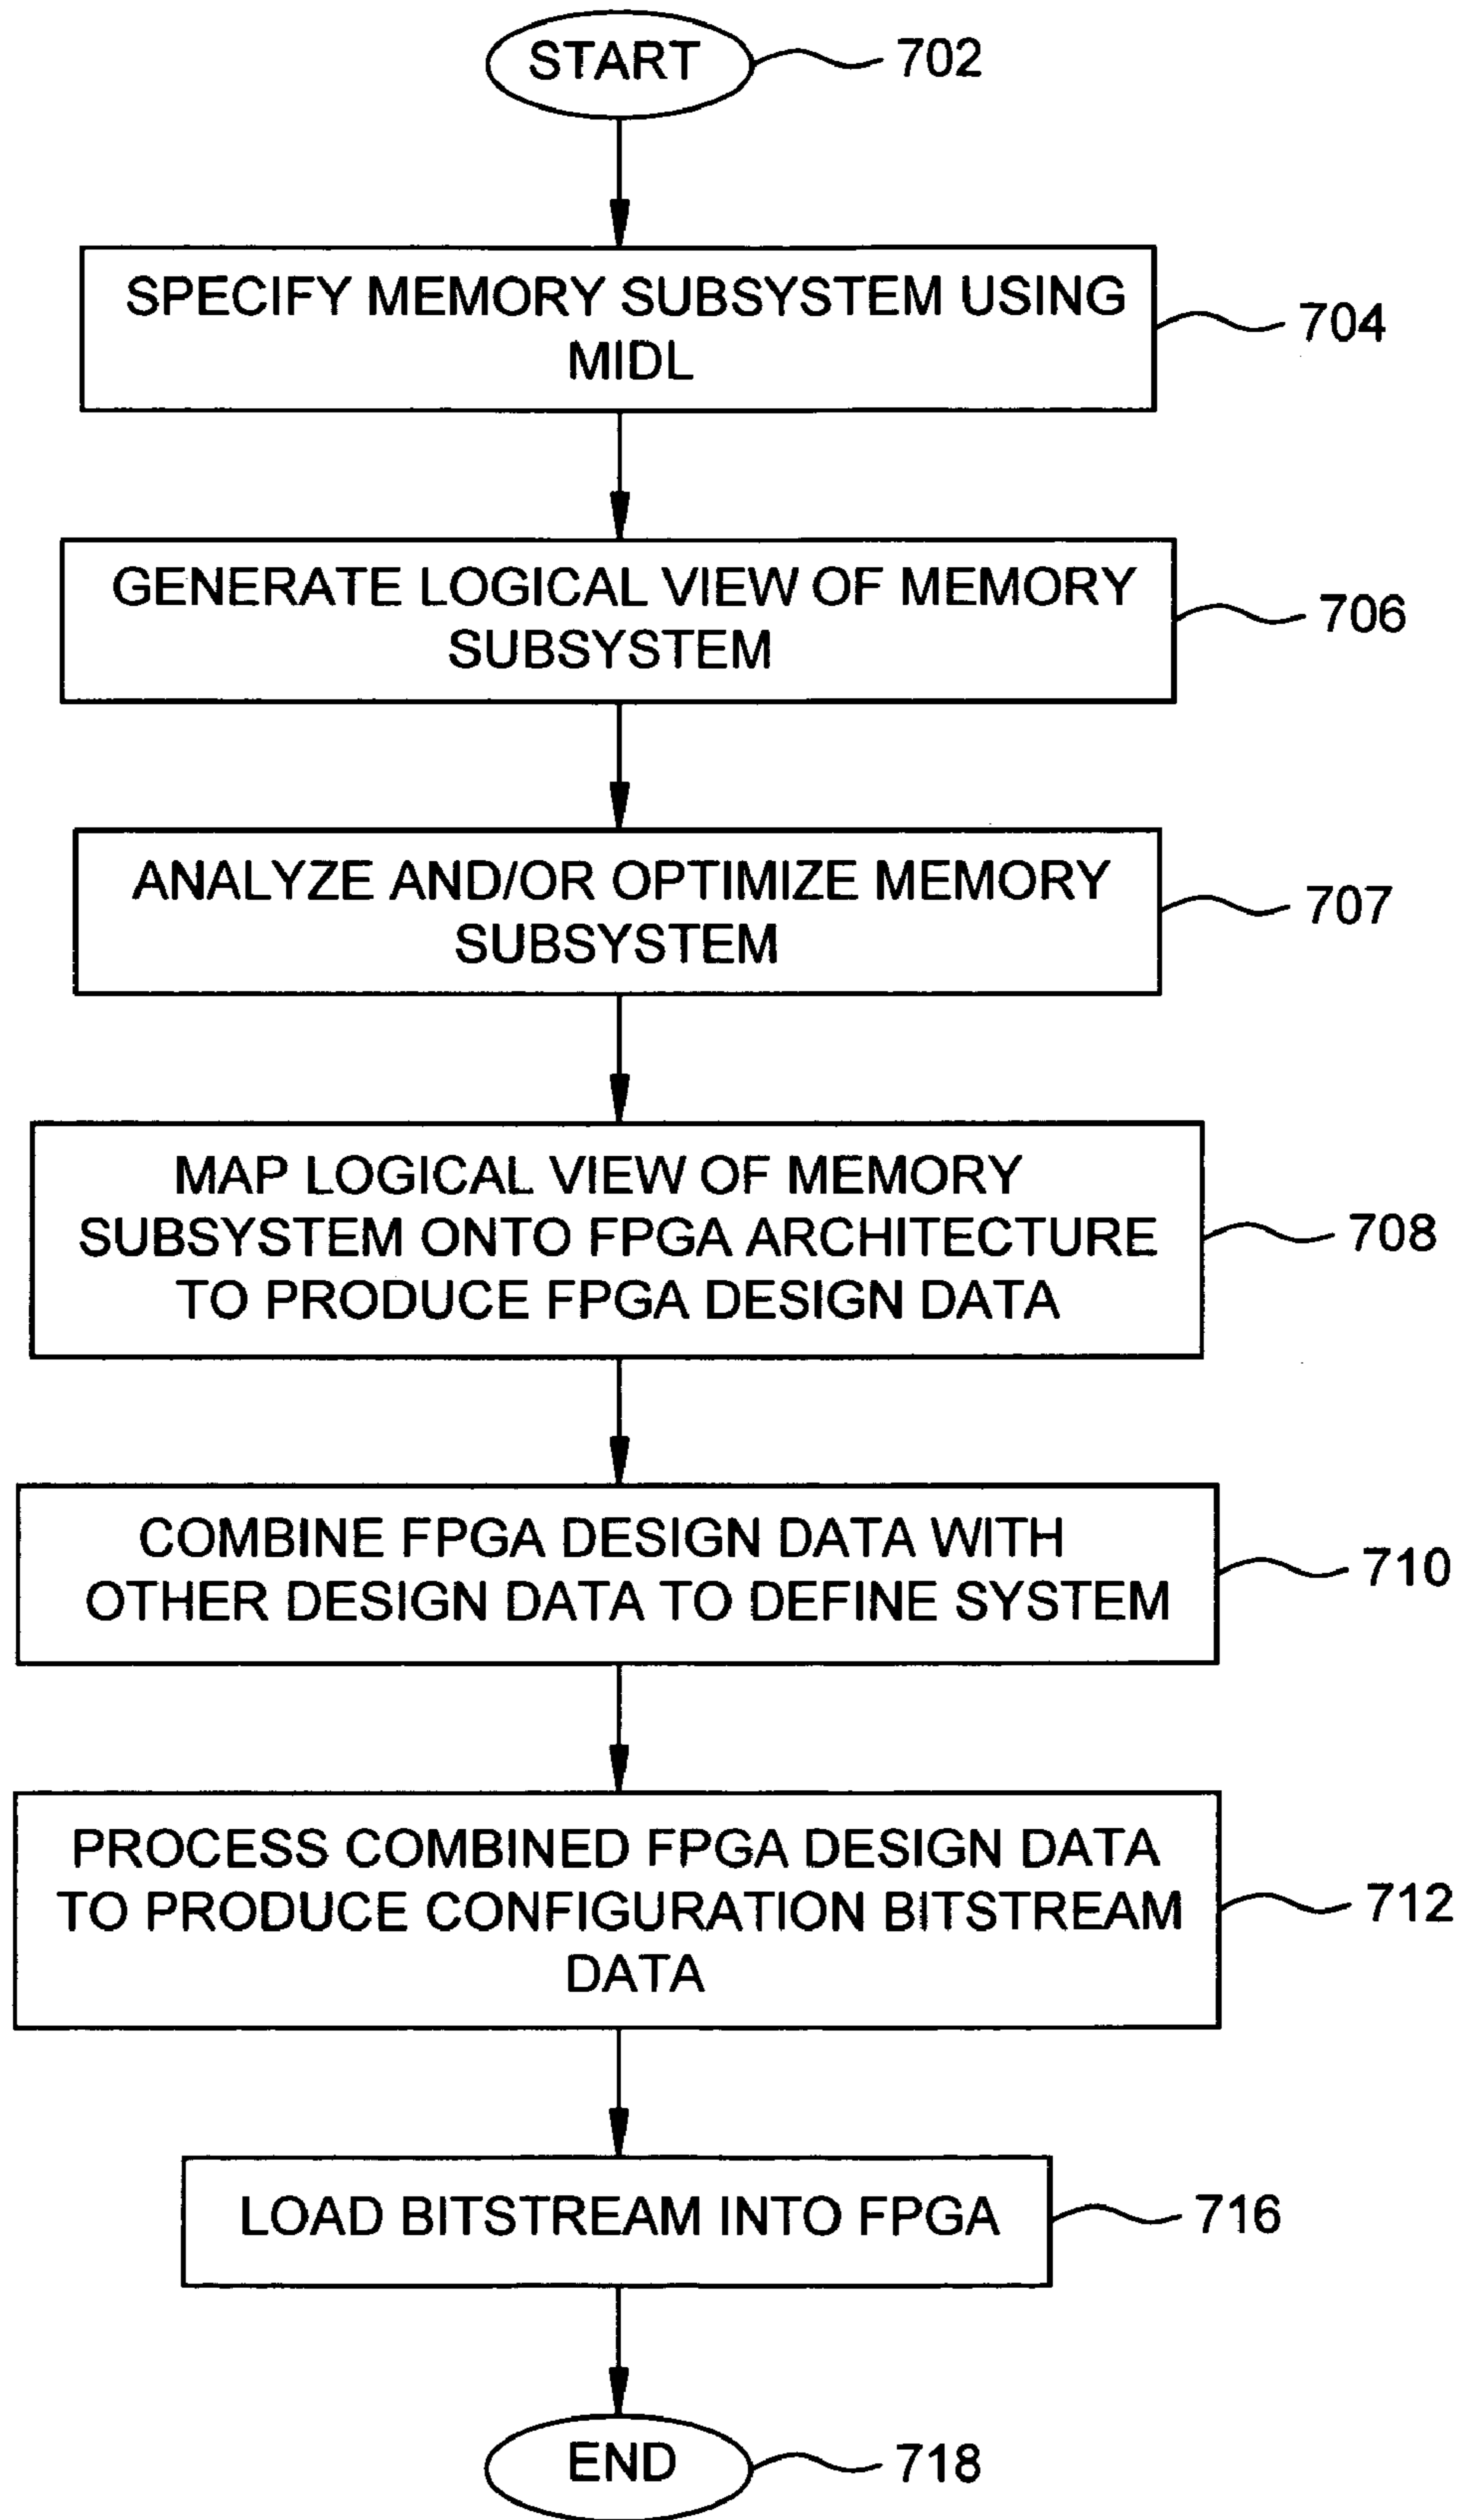 START
702
SPECIFY MEMORY SUBSYSTEM USING
MIDL
704
GENERATE LOGICAL VIEW OF MEMORY
SUBSYSTEM
706
ANALYZE AND/OR OPTIMIZE MEMORY
SUBSYSTEM
707
MAP LOGICAL VIEW OF MEMORY
SUBSYSTEM ONTO FPGA ARCHITECTURE
TO PRODUCE FPGA DESIGN DATA
708
COMBINE FPGA DESIGN DATA WITH
OTHER DESIGN DATA TO DEFINE SYSTEM
710
PROCESS COMBINED FPGA DESIGN DATA
TO PRODUCE CONFIGURATION BITSTREAM
DATA
712
LOAD BITSTREAM INTO FPGA
716
END
718